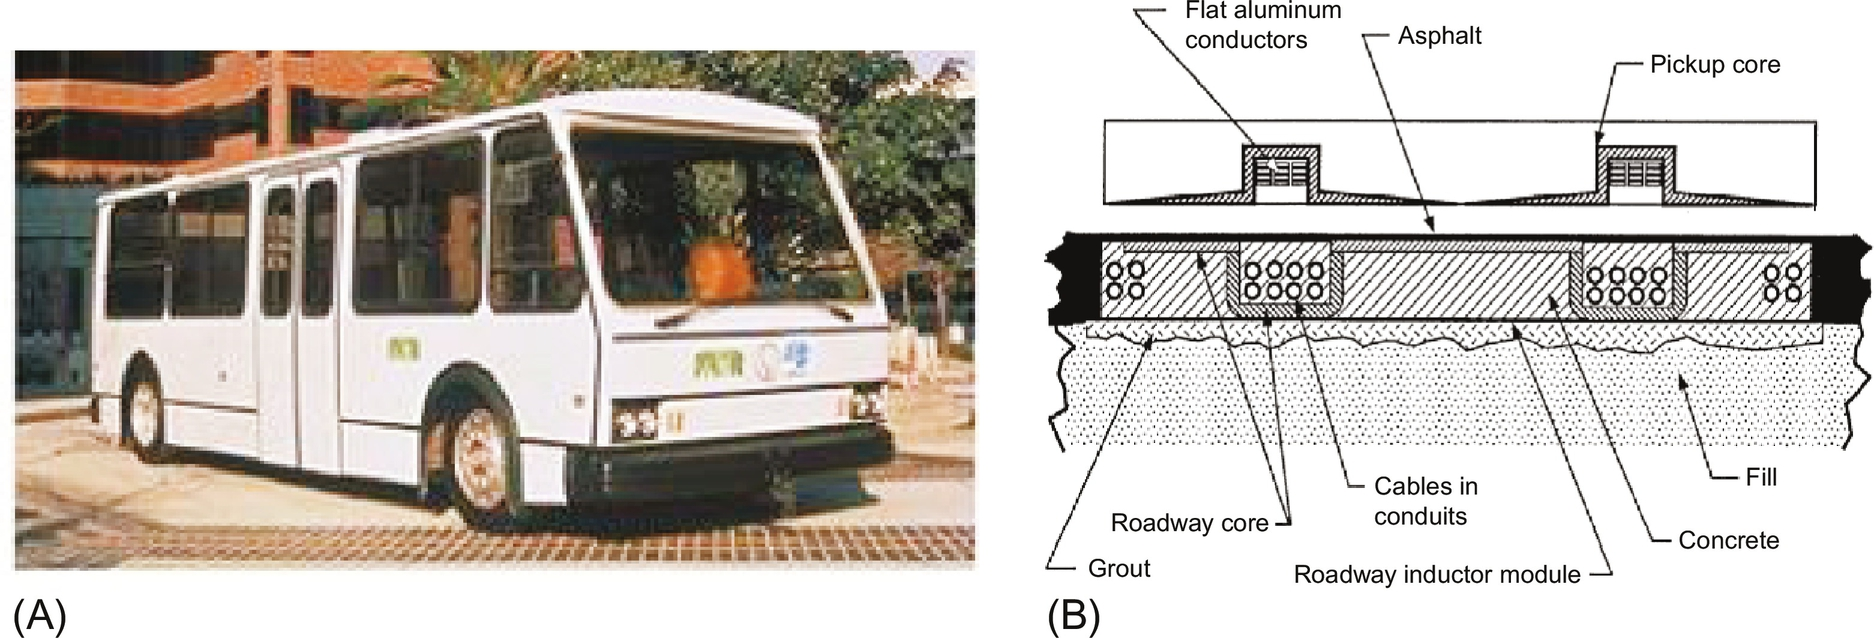 Flat aluminum
conductors
Asphalt
Pickup core
Cables in
conduits
Fill
Roadway core
Concrete
Grout
Roadway inductor module
(A)
(B)